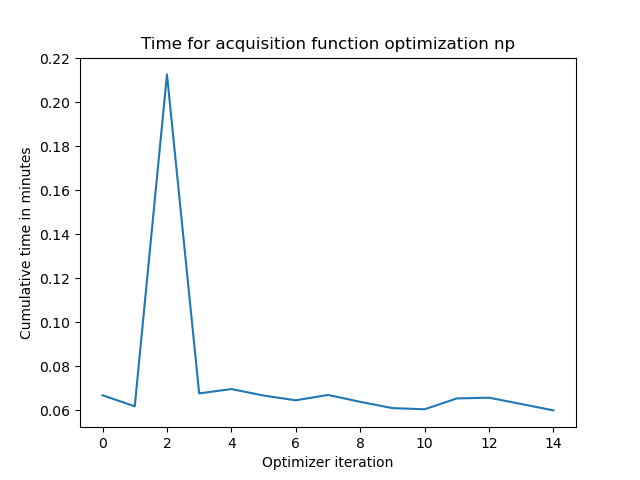 Time for acquisition function optimization np
0.22
0.20
0.18
0.16
0.14
0.12
0.10
0.08
0.06
Cumulative time in minutes
0 2 4 6 8 10 12 14
Optimizer iteration